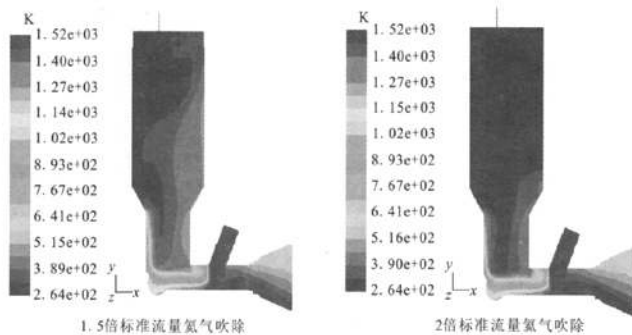 K
1.52e+03
1.40e+03
1.27e+03
1.14e+03
1.02e+03
8.93e+02
7.67e+02
6.41e+02
5.15e+02
3.89e+02
2.64e+02
y
z x
1.5倍标准流量氦气吹除
K
1.52e+03
1.40e+03
1.27e+03
1.15e+03
1.02e+03
8.93e+02
7.67e+02
6.41e+02
5.16e+02
3.90e+02
2.64e+02
y
z x
2倍标准流量氦气吹除